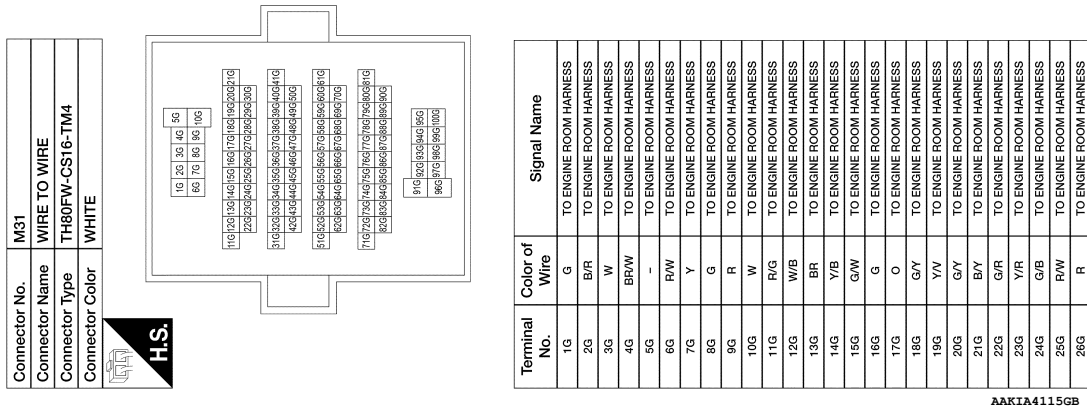 Connector No. M31
Connector Name WIRE TO WIRE
Connector Type TH80FW-CS16-TM4
Connector Color WHITE
H.S.
1G 2G 3G 4G 5G
6G 7G 8G 9G 10G
11G 12G 13G 14G 15G 16G 17G 18G 19G 20G 21G
22G 23G 24G 25G 26G 27G 28G 29G 30G
31G 32G 33G 34G 35G 36G 37G 38G 39G 40G 41G
42G 43G 44G 45G 46G 47G 48G 49G 50G
51G 52G 53G 54G 55G 56G 57G 58G 59G 60G 61G
62G 63G 64G 65G 66G 67G 68G 69G 70G
71G 72G 73G 74G 75G 76G 77G 78G 79G 80G 81G
82G 83G 84G 85G 86G 87G 88G 89G 90G
91G 92G 93G 94G 95G
96G 97G 98G 99G 100G
Terminal No. Color of Wire Signal Name
1G G TO ENGINE ROOM HARNESS
2G B/R TO ENGINE ROOM HARNESS
3G W TO ENGINE ROOM HARNESS
4G BR/W TO ENGINE ROOM HARNESS
5G – TO ENGINE ROOM HARNESS
6G R/W TO ENGINE ROOM HARNESS
7G Y TO ENGINE ROOM HARNESS
8G G TO ENGINE ROOM HARNESS
9G R TO ENGINE ROOM HARNESS
10G W TO ENGINE ROOM HARNESS
11G R/G TO ENGINE ROOM HARNESS
12G W/B TO ENGINE ROOM HARNESS
13G BR TO ENGINE ROOM HARNESS
14G Y/B TO ENGINE ROOM HARNESS
15G G/W TO ENGINE ROOM HARNESS
16G G TO ENGINE ROOM HARNESS
17G O TO ENGINE ROOM HARNESS
18G G/Y TO ENGINE ROOM HARNESS
19G Y/V TO ENGINE ROOM HARNESS
20G G/Y TO ENGINE ROOM HARNESS
21G B/Y TO ENGINE ROOM HARNESS
22G G/R TO ENGINE ROOM HARNESS
23G Y/R TO ENGINE ROOM HARNESS
24G G/B TO ENGINE ROOM HARNESS
25G R/W TO ENGINE ROOM HARNESS
26G R TO ENGINE ROOM HARNESS
AAKIA4115GB